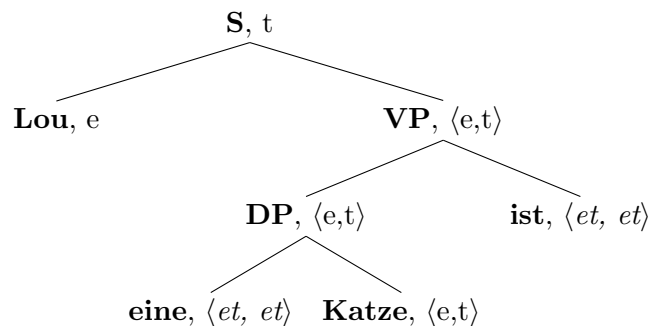 S, t
Lou, e VP, ⟨e,t⟩
DP, ⟨e,t⟩ ist, ⟨et, et⟩
eine, ⟨et, et⟩ Katze, ⟨e,t⟩